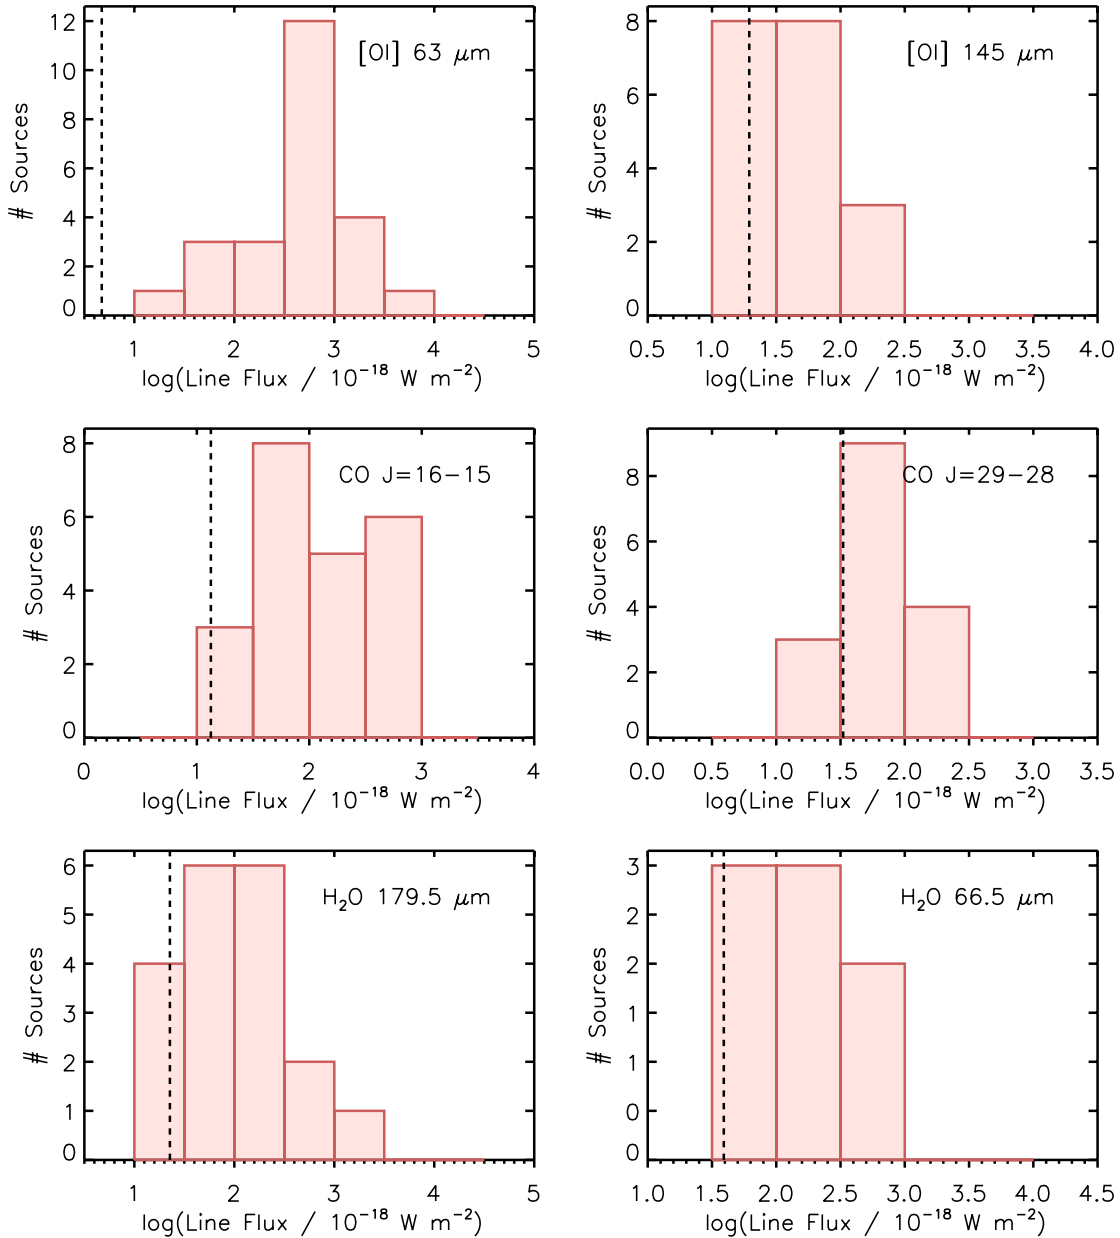 [OI] 63 μm
# Sources
12
10
8
6
4
2
0
1 2 3 4 5
log(Line Flux / 10⁻¹⁸ W m⁻²)
[OI] 145 μm
# Sources
8
6
4
2
0
0.5 1.0 1.5 2.0 2.5 3.0 3.5 4.0
log(Line Flux / 10⁻¹⁸ W m⁻²)
CO J=16−15
# Sources
8
6
4
2
0
0 1 2 3 4
log(Line Flux / 10⁻¹⁸ W m⁻²)
CO J=29−28
# Sources
8
6
4
2
0
0.0 0.5 1.0 1.5 2.0 2.5 3.0 3.5
log(Line Flux / 10⁻¹⁸ W m⁻²)
H₂O 179.5 μm
# Sources
6
5
4
3
2
1
0
1 2 3 4 5
log(Line Flux / 10⁻¹⁸ W m⁻²)
H₂O 66.5 μm
# Sources
3
2
2
1
1
0
0
1.0 1.5 2.0 2.5 3.0 3.5 4.0 4.5
log(Line Flux / 10⁻¹⁸ W m⁻²)